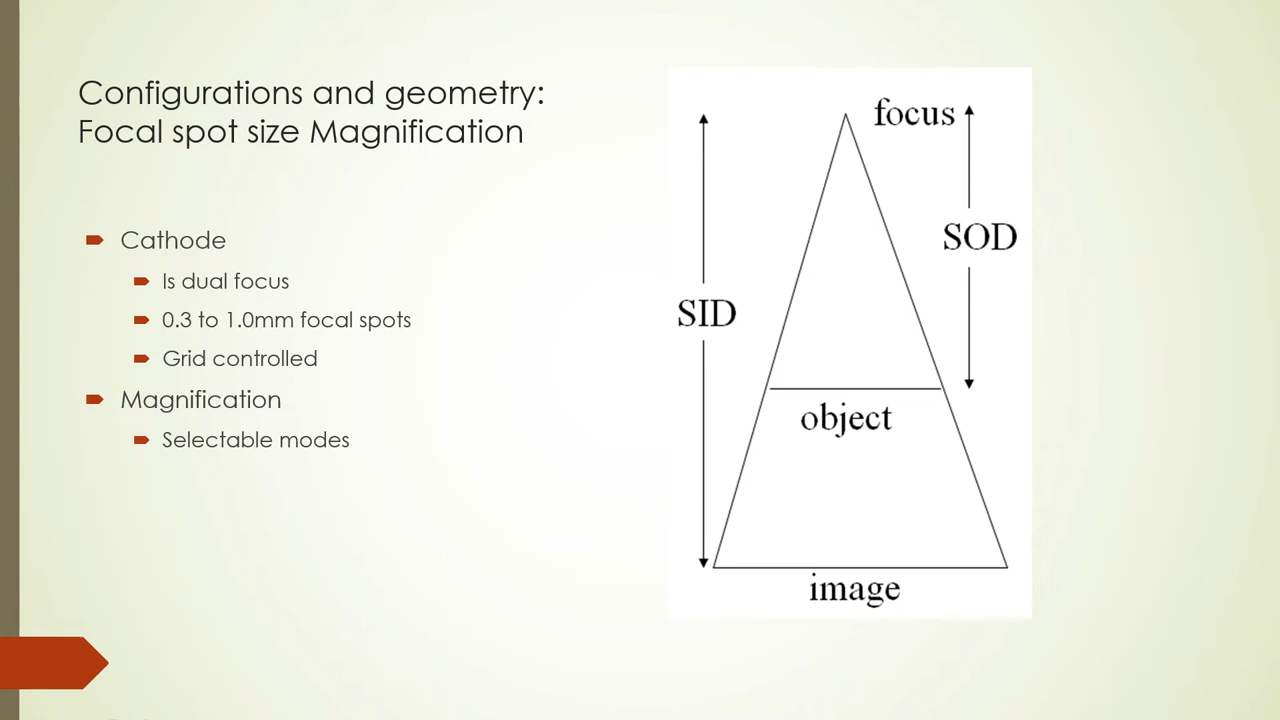 Configurations and geometry:
Focal spot size Magnification
Cathode
Is dual focus
0.3 to 1.0mm focal spots
Grid controlled
Magnification
Selectable modes
focus
SOD
SID
object
image